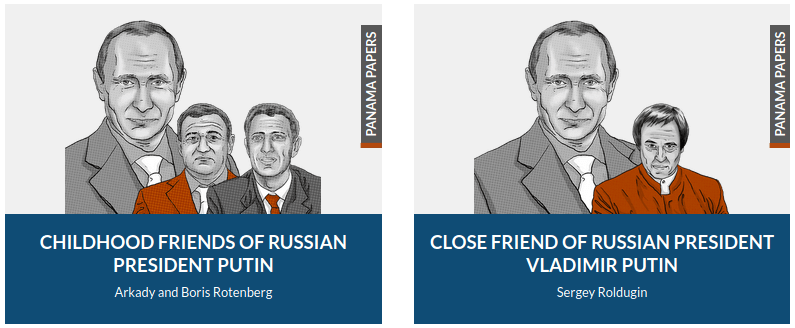 PANAMA PAPERS
CHILDHOOD FRIENDS OF RUSSIAN
PRESIDENT PUTIN
Arkady and Boris Rotenberg
PANAMA PAPERS
CLOSE FRIEND OF RUSSIAN PRESIDENT
VLADIMIR PUTIN
Sergey Roldugin